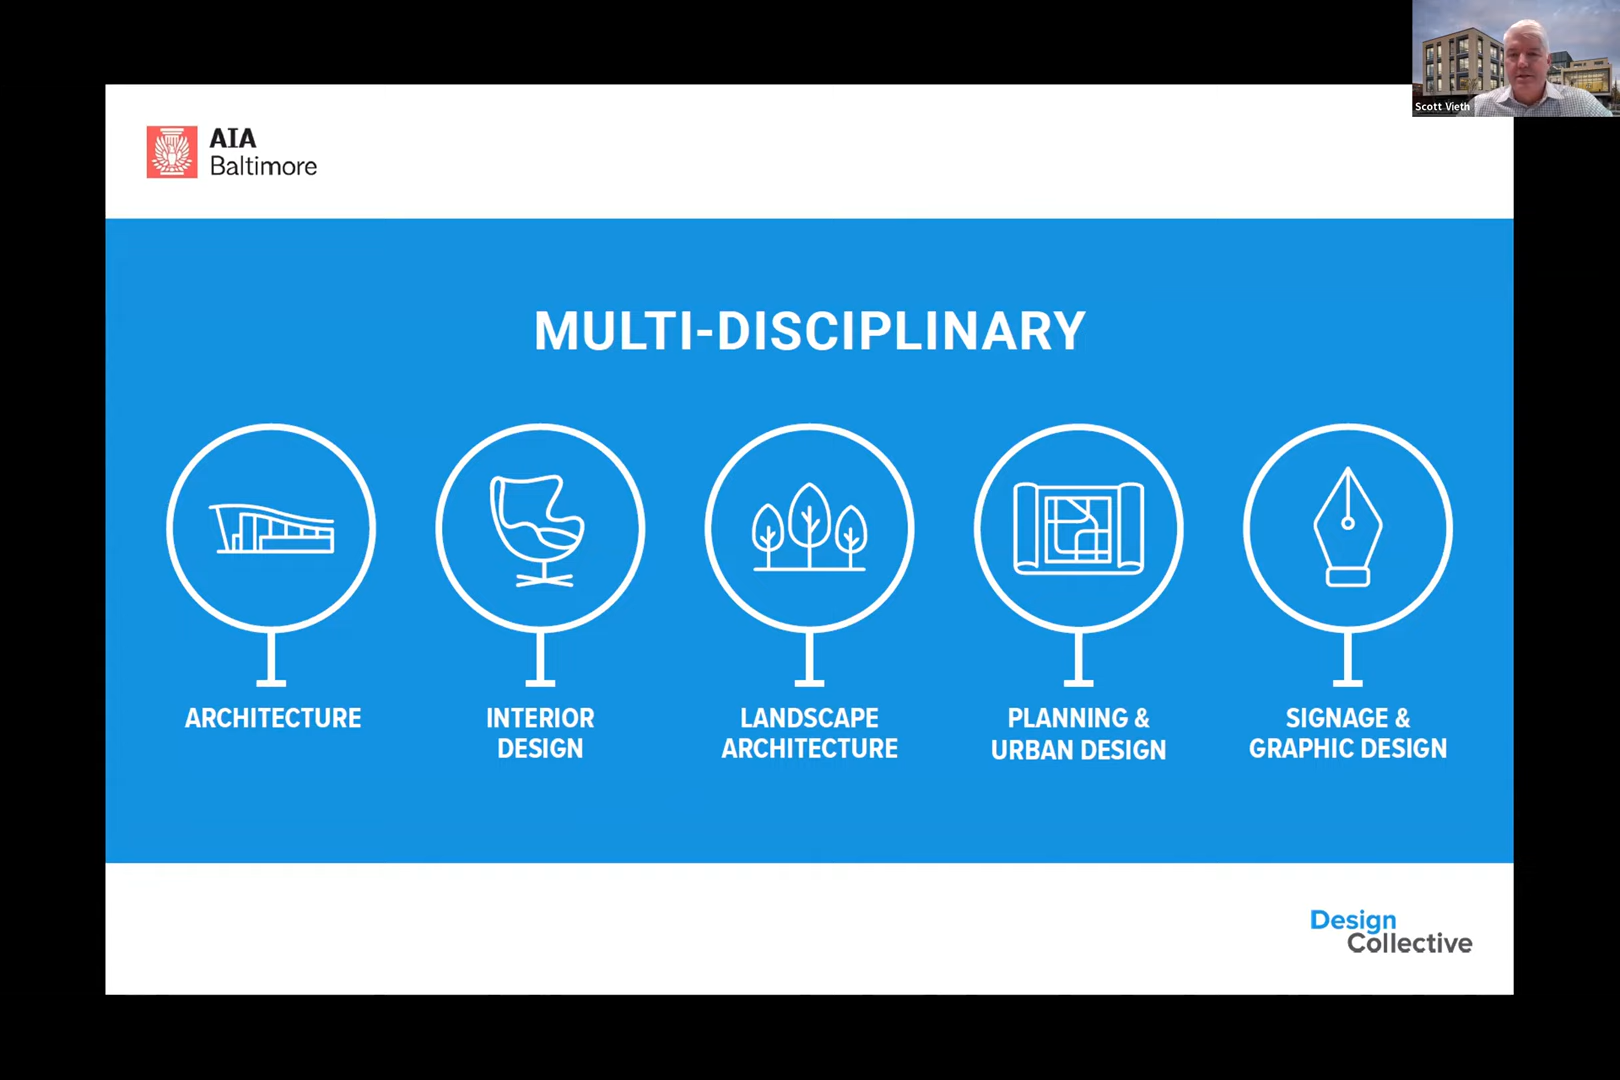 Scott Vieth
AIA
Baltimore
MULTI-DISCIPLINARY
ARCHITECTURE
INTERIOR
DESIGN
LANDSCAPE
ARCHITECTURE
PLANNING &
URBAN DESIGN
SIGNAGE &
GRAPHIC DESIGN
Design
Collective